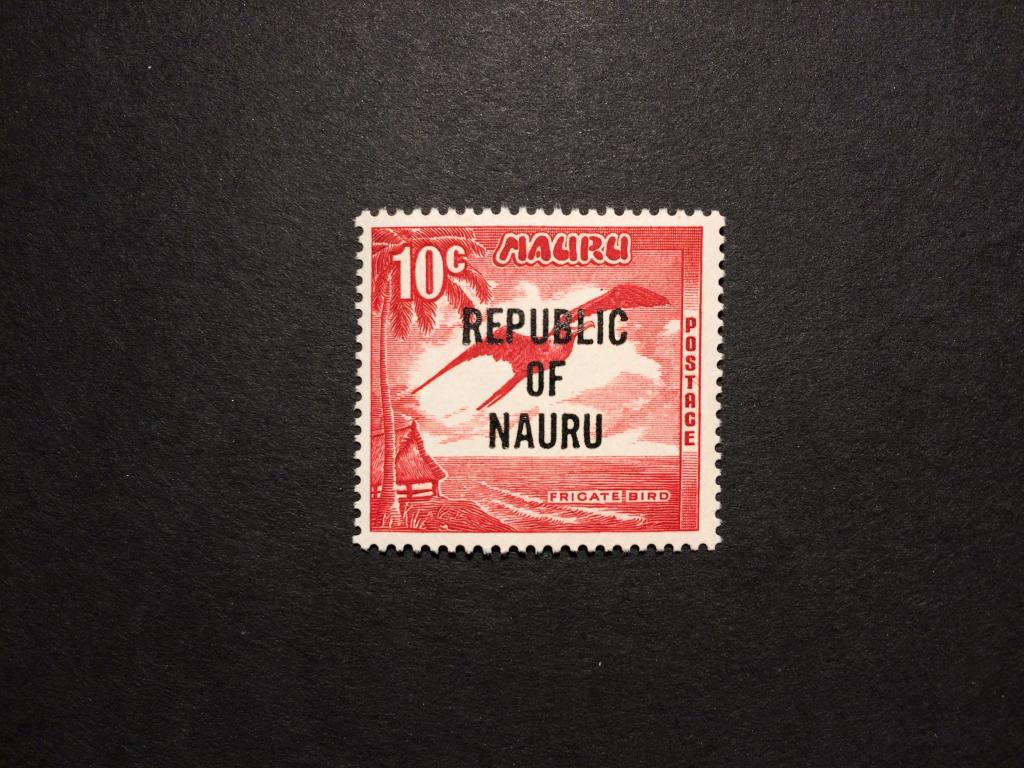 10c NAURU
REPUBLIC
OF
NAURU
POSTAGE
FRIGATE-BIRD